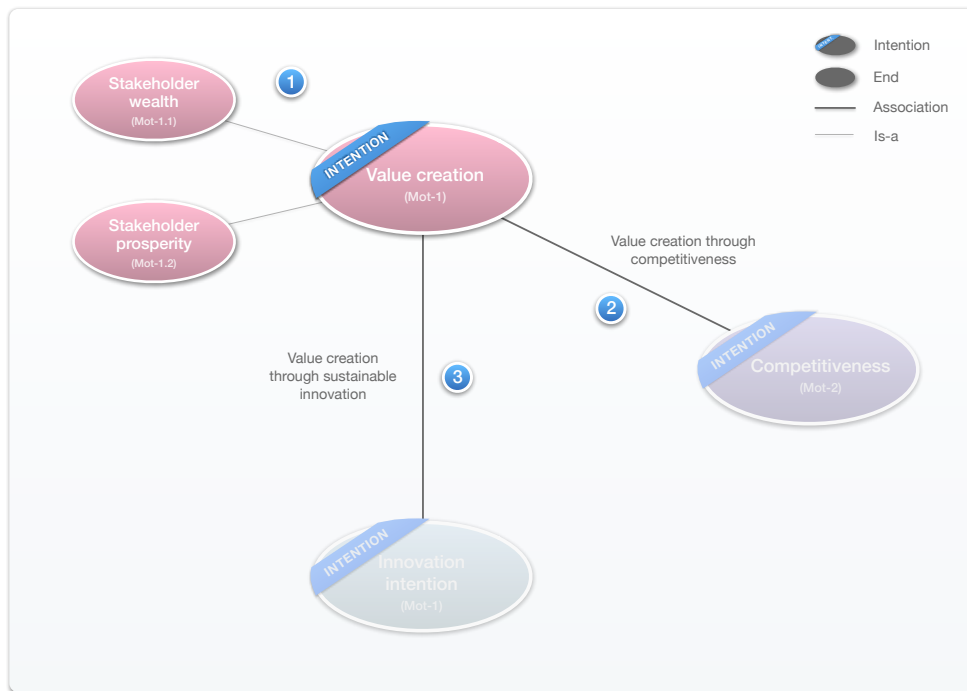 Intention
End
Association
Is-a
Stakeholder
wealth
(Mot-1.1)
1
INTENTION
Value creation
(Mot-1)
Stakeholder
prosperity
(Mot-1.2)
Value creation through
competitiveness
2
INTENTION
Competitiveness
(Mot-2)
Value creation
through sustainable
innovation
3
INTENTION
Innovation
intention
(Mot-1)